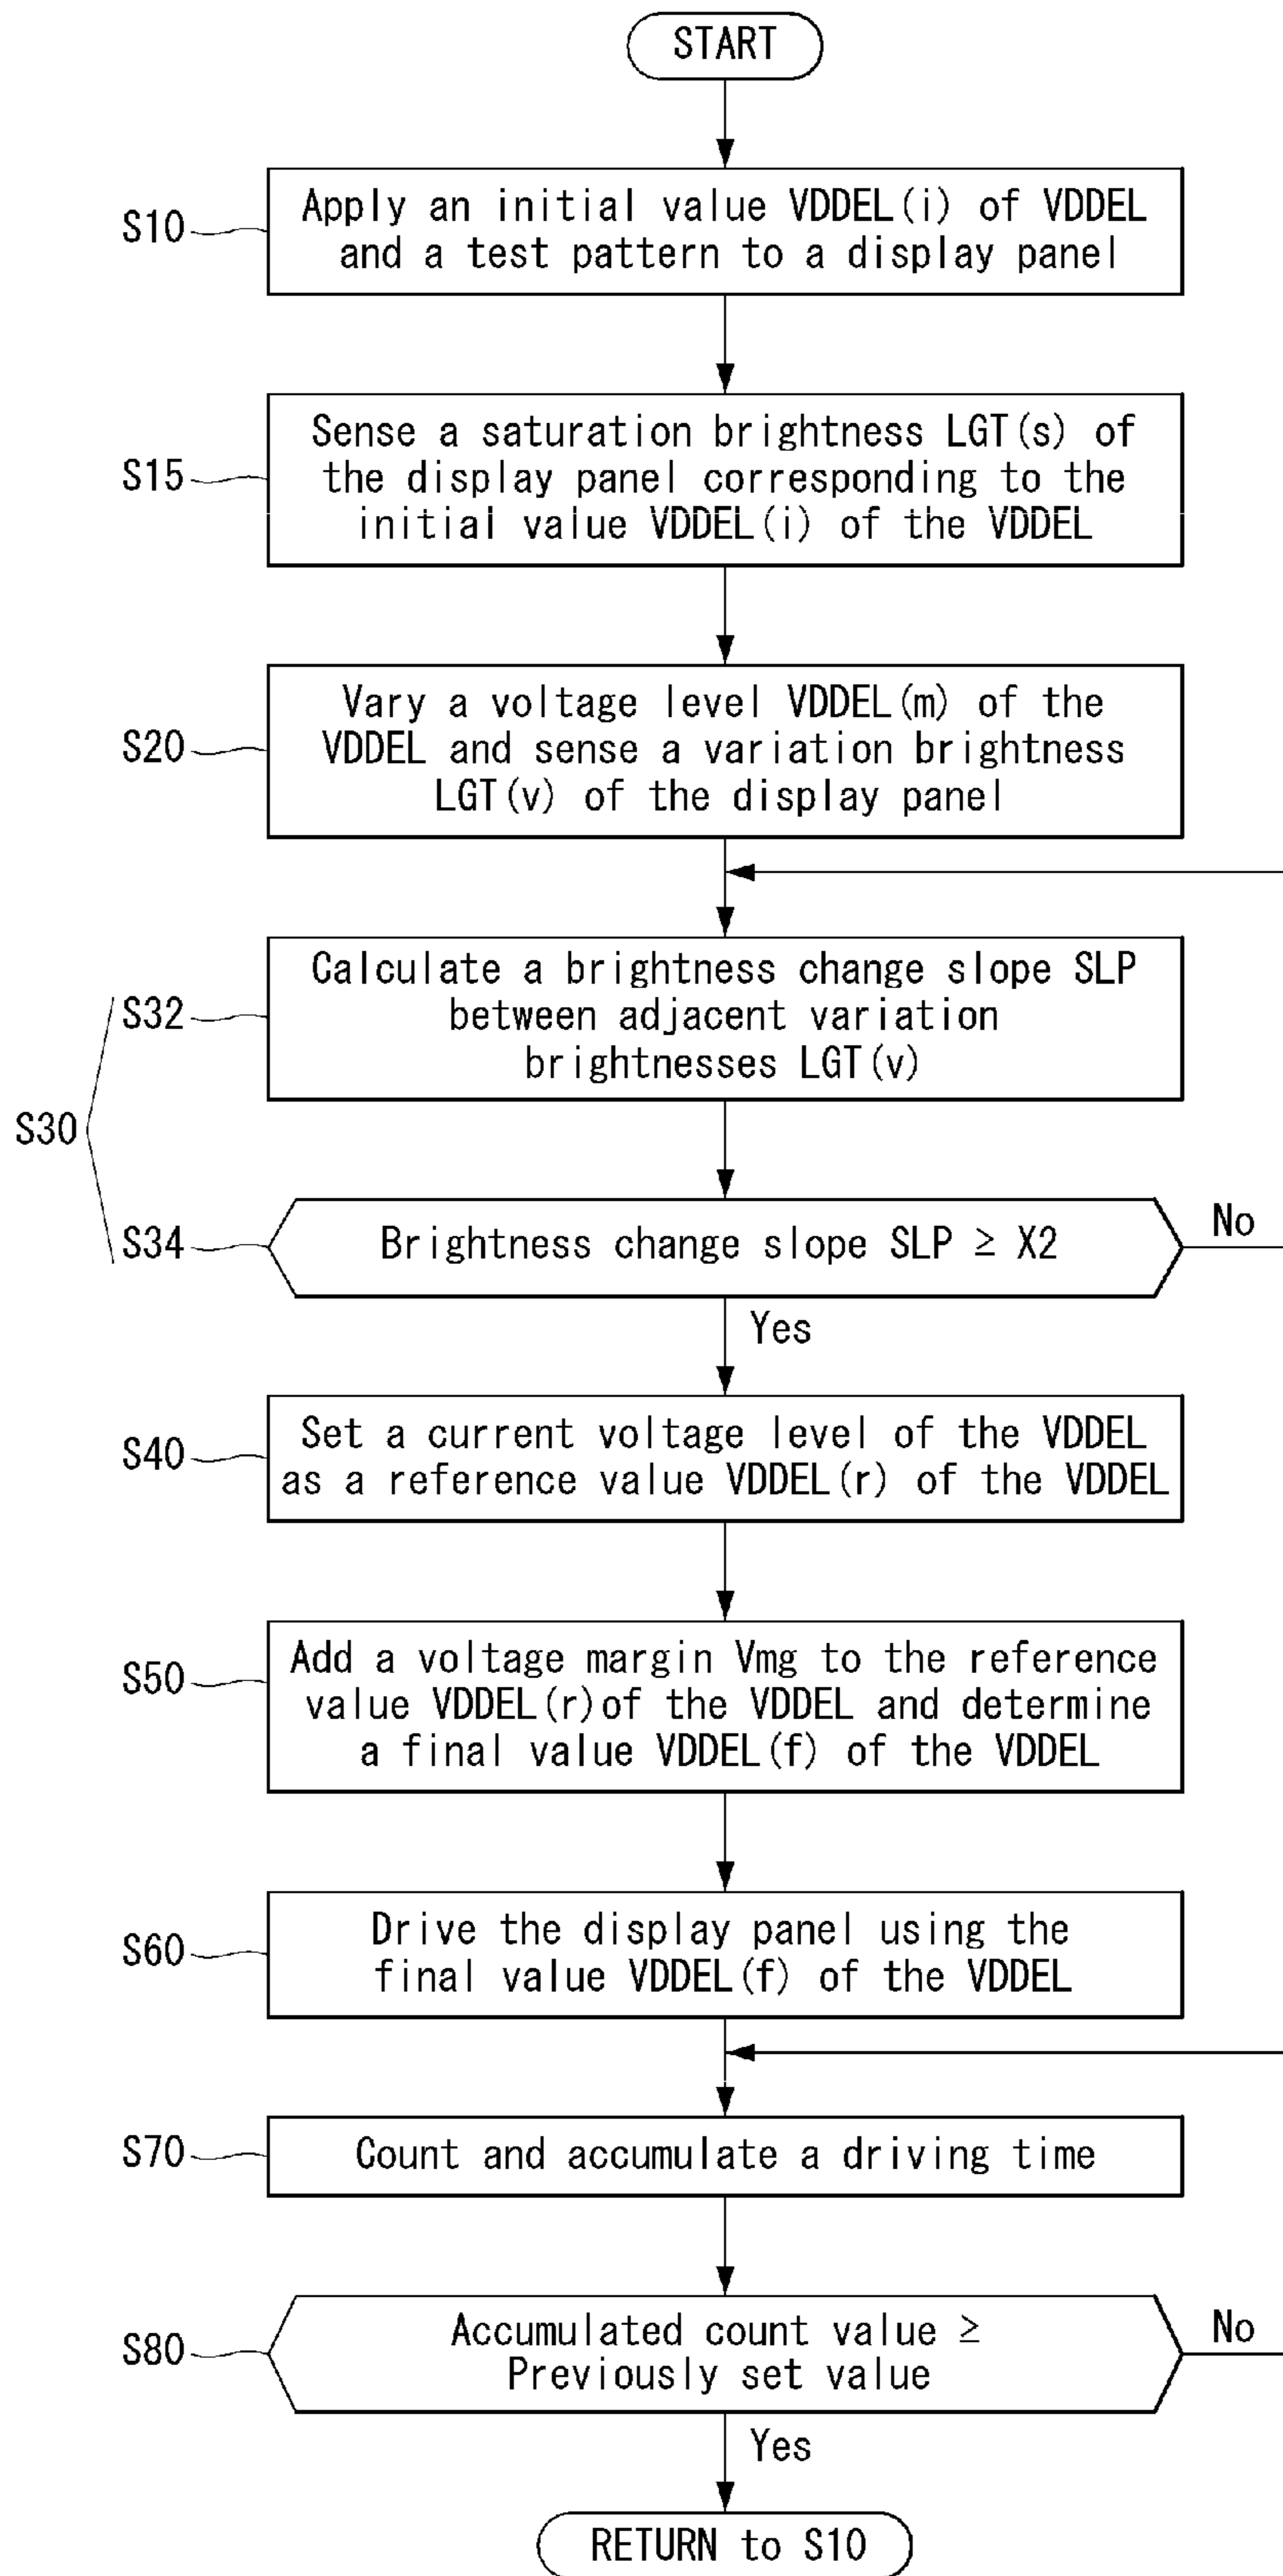 START
S10
Apply an initial value VDDEL(i) of VDDEL
and a test pattern to a display panel
S15
Sense a saturation brightness LGT(s) of
the display panel corresponding to the
initial value VDDEL(i) of the VDDEL
S20
Vary a voltage level VDDEL(m) of the
VDDEL and sense a variation brightness
LGT(v) of the display panel
S30
S32
Calculate a brightness change slope SLP
between adjacent variation
brightnesses LGT(v)
S34
Brightness change slope SLP ≥ X2
No
Yes
S40
Set a current voltage level of the VDDEL
as a reference value VDDEL(r) of the VDDEL
S50
Add a voltage margin Vmg to the reference
value VDDEL(r)of the VDDEL and determine
a final value VDDEL(f) of the VDDEL
S60
Drive the display panel using the
final value VDDEL(f) of the VDDEL
S70
Count and accumulate a driving time
S80
Accumulated count value ≥
Previously set value
No
Yes
RETURN to S10